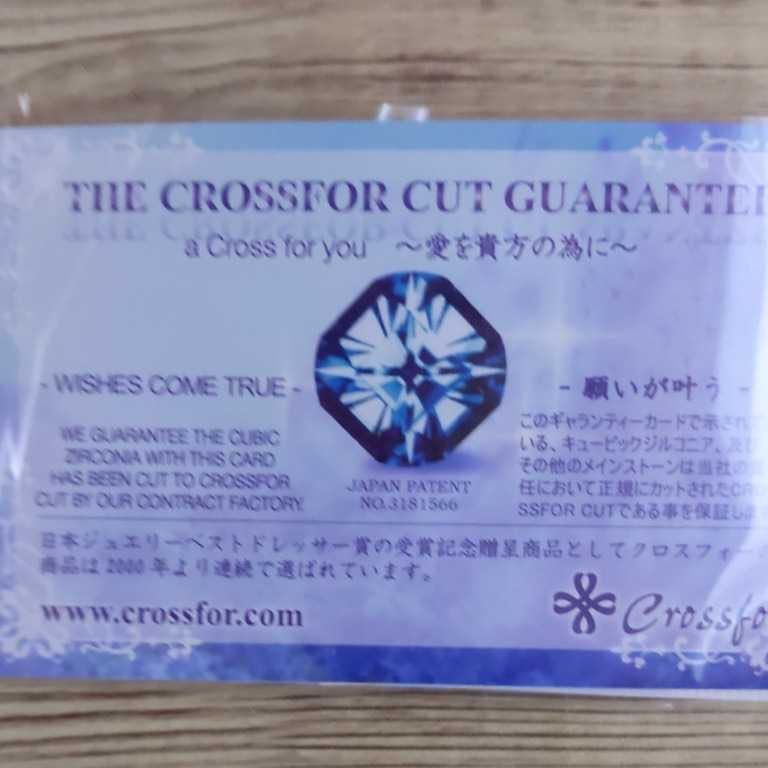 THE CROSSFOR CUT GUARANTE
a Cross for you ～愛を貴方の為に～
- WISHES COME TRUE -
WE GUARANTEE THE CUBIC
ZIRCONIA WITH THIS CARD
HAS BEEN CUT TO CROSSFOR
CUT BY OUR CONTRACT FACTORY.
JAPAN PATENT
NO.3181566
- 願いが叶う -
このギャランティーカードで示されて
いる、キュービックジルコニア、及
その他のメインストーンは当社の
任において正規にカットされたCR
SSFOR CUTである事を保証し
日本ジュエリーベストドレッサー賞の受賞記念贈呈商品としてクロスフォー
商品は2000年より連続で選ばれています。
www.crossfor.com
Crossfo